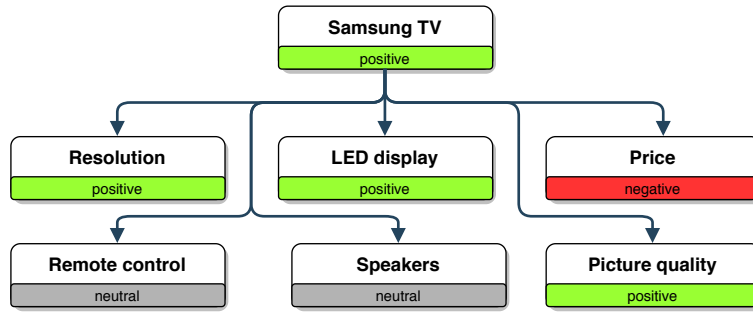 Samsung TV
positive
Resolution
positive
LED display
positive
Price
negative
Remote control
neutral
Speakers
neutral
Picture quality
positive